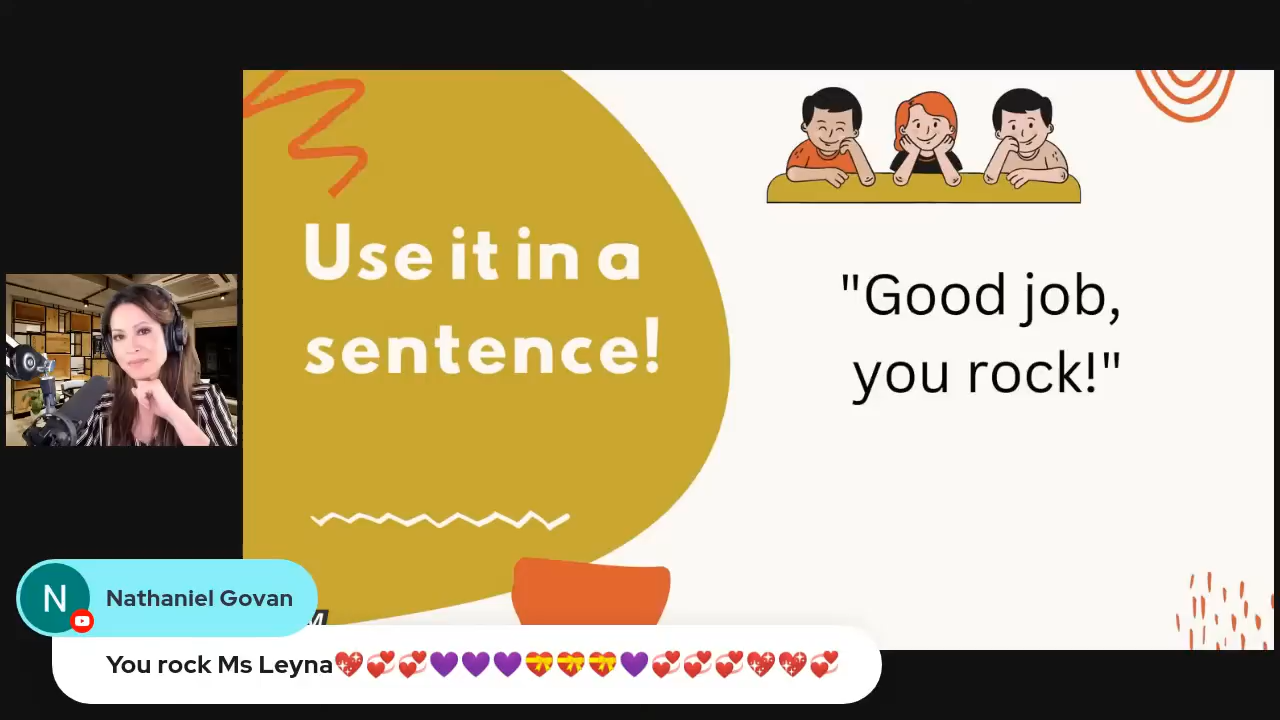 Use it in a
sentence!
"Good job,
you rock!"
N
Nathaniel Govan
M
You rock Ms Leyna💖💞💞💜💜💜💝💝💝💜💞💞💞💖💖💞